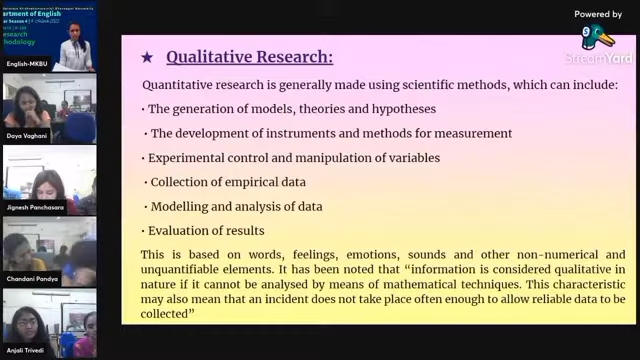 Department of English
Research
Methodology
English-MKBU
Daya Vaghani
Jignesh Panchasara
Chandani Pandya
Anjali Trivedi
Powered by
StreamYard
★ Qualitative Research:
Quantitative research is generally made using scientific methods, which can include:
• The generation of models, theories and hypotheses
• The development of instruments and methods for measurement
• Experimental control and manipulation of variables
• Collection of empirical data
• Modelling and analysis of data
• Evaluation of results
This is based on words, feelings, emotions, sounds and other non-numerical and
unquantifiable elements. It has been noted that “information is considered qualitative in
nature if it cannot be analysed by means of mathematical techniques. This characteristic
may also mean that an incident does not take place often enough to allow reliable data to be
collected”